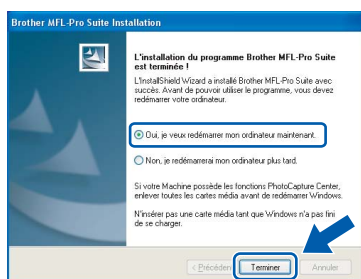 Brother MFL-Pro Suite Installation
L'installation du programme Brother MFL-Pro Suite
est terminée !
L'InstallShield Wizard a installé Brother MFL-Pro Suite avec
succès. Avant de pouvoir utiliser le programme, vous devez
redémarrer votre ordinateur.
Oui, je veux redémarrer mon ordinateur maintenant.
Non, je redémarrerai mon ordinateur plus tard.
Si votre Machine possède les fonctions PhotoCapture Center,
enlever toutes les cartes média avant de redémarrer Windows.
N'insérer pas une carte média tant que Windows n'a pas fini
de se charger.
< Précéden Terminer Annuler